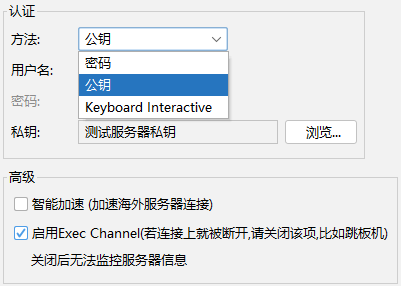 认证
方法: 公钥
密码
用户名:
公钥
密码:
Keyboard Interactive
私钥: 测试服务器私钥 浏览...
高级
智能加速 (加速海外服务器连接)
启用Exec Channel(若连接上就被断开,请关闭该项,比如跳板机)
关闭后无法监控服务器信息